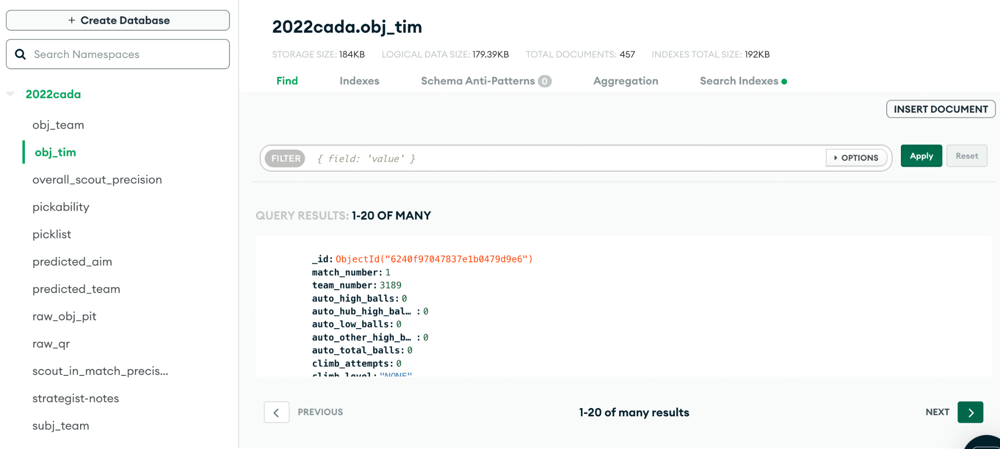 + Create Database
Search Namespaces
2022cada
obj_team
obj_tim
overall_scout_precision
pickability
picklist
predicted_aim
predicted_team
raw_obj_pit
raw_qr
scout_in_match_precis...
strategist-notes
subj_team
2022cada.obj_tim
STORAGE SIZE: 184KB LOGICAL DATA SIZE: 179.39KB TOTAL DOCUMENTS: 457 INDEXES TOTAL SIZE: 192KB
Find Indexes Schema Anti-Patterns 0 Aggregation Search Indexes
INSERT DOCUMENT
FILTER { field: 'value' } OPTIONS Apply Reset
QUERY RESULTS: 1-20 OF MANY
_id: ObjectId("6240f97047837e1b0479d9e6")
match_number: 1
team_number: 3189
auto_high_balls: 0
auto_hub_high_bal… : 0
auto_low_balls: 0
auto_other_high_b… : 0
auto_total_balls: 0
climb_attempts: 0
climb_level: "NONE"
PREVIOUS 1-20 of many results NEXT